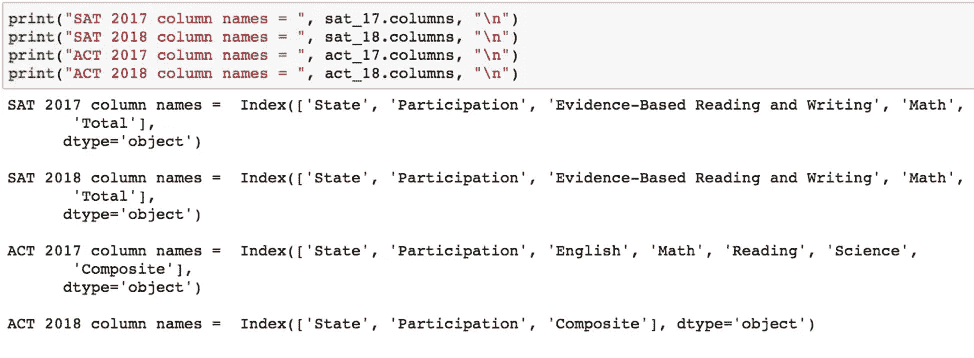 print("SAT 2017 column names = ", sat_17.columns, "\n")
print("SAT 2018 column names = ", sat_18.columns, "\n")
print("ACT 2017 column names = ", act_17.columns, "\n")
print("ACT 2018 column names = ", act_18.columns, "\n")
SAT 2017 column names =  Index(['State', 'Participation', 'Evidence-Based Reading and Writing', 'Math',
       'Total'],
      dtype='object')
SAT 2018 column names =  Index(['State', 'Participation', 'Evidence-Based Reading and Writing', 'Math',
       'Total'],
      dtype='object')
ACT 2017 column names =  Index(['State', 'Participation', 'English', 'Math', 'Reading', 'Science',
       'Composite'],
      dtype='object')
ACT 2018 column names =  Index(['State', 'Participation', 'Composite'], dtype='object')